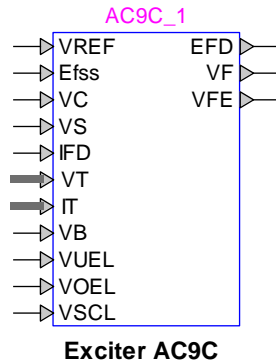 AC9C_1
VREF EFD
Efss VF
VC VFE
VS
IFD
VT
IT
VB
VUEL
VOEL
VSCL
Exciter AC9C